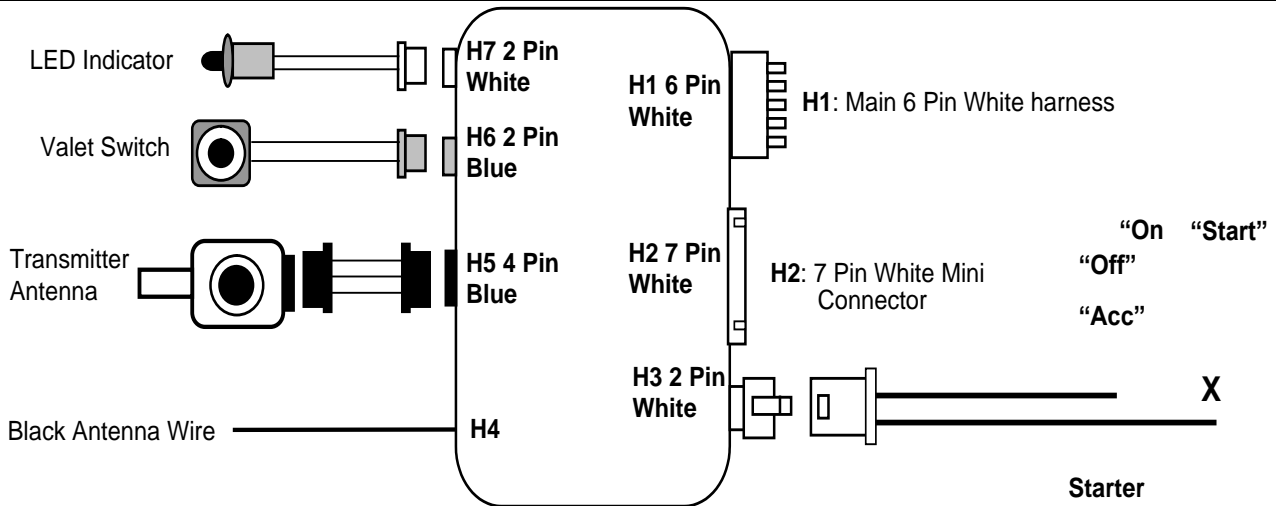 LED Indicator
H7 2 Pin
White
Valet Switch
H6 2 Pin
Blue
Transmitter
Antenna
H5 4 Pin
Blue
Black Antenna Wire
H4
H1 6 Pin
White
H1: Main 6 Pin White harness
H2 7 Pin
White
H2: 7 Pin White Mini
Connector
“On “Start”
“Off”
“Acc”
H3 2 Pin
White
X
Starter